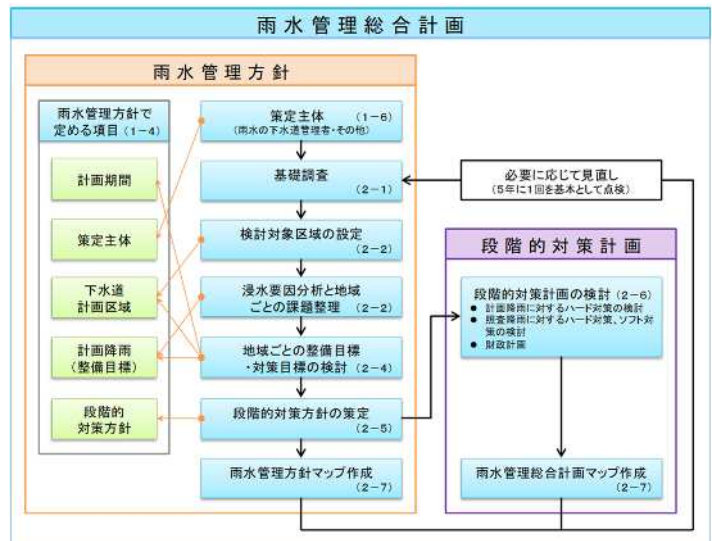 雨水管理総合計画
雨水管理方針
雨水管理方針で
定める項目（1－4）
計画期間
策定主体
下水道
計画区域
計画降雨
（整備目標）
段階的
対策方針
策定主体　（1－6）
（雨水の下水道管理者・その他）
基礎調査
（2－1）
検討対象区域の設定
（2－2）
浸水要因分析と地域
ごとの課題整理
（2－2）
地域ごとの整備目標
・対策目標の検討
（2－4）
段階的対策方針の策定
（2－5）
雨水管理方針マップ作成
（2－7）
必要に応じて見直し
（5年に1回を基本として点検）
段階的対策計画
段階的対策計画の検討（2－6）
● 計画降雨に対するハード対策の検討
● 照査降雨に対するハード対策、ソフト対
策の検討
● 財政計画
雨水管理総合計画マップ作成
（2－7）